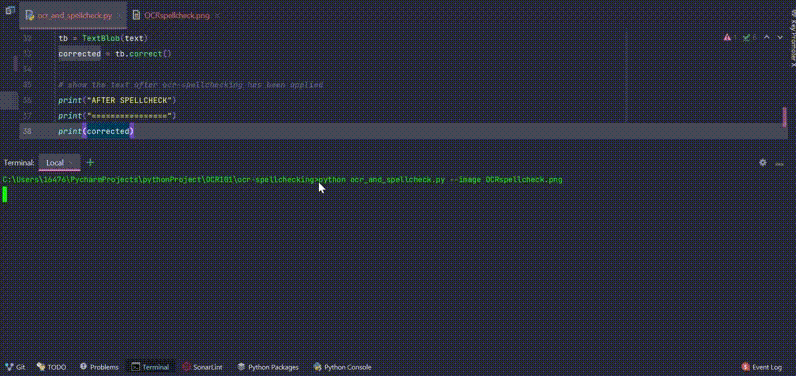 ocr_and_spellcheck.py × OCRspellcheck.png ×
Key Promoter X
32 tb = TextBlob(text)
33 corrected = tb.correct()
34
35 # show the text after ocr-spellchecking has been applied
36 print("AFTER SPELLCHECK")
37 print("================")
38 print(corrected)
Terminal: Local × +
C:\Users\16476\PycharmProjects\pythonProject\OCR101\ocr-spellchecking>python ocr_and_spellcheck.py --image OCRspellcheck.png
Git TODO Problems Terminal SonarLint Python Packages Python Console Event Log